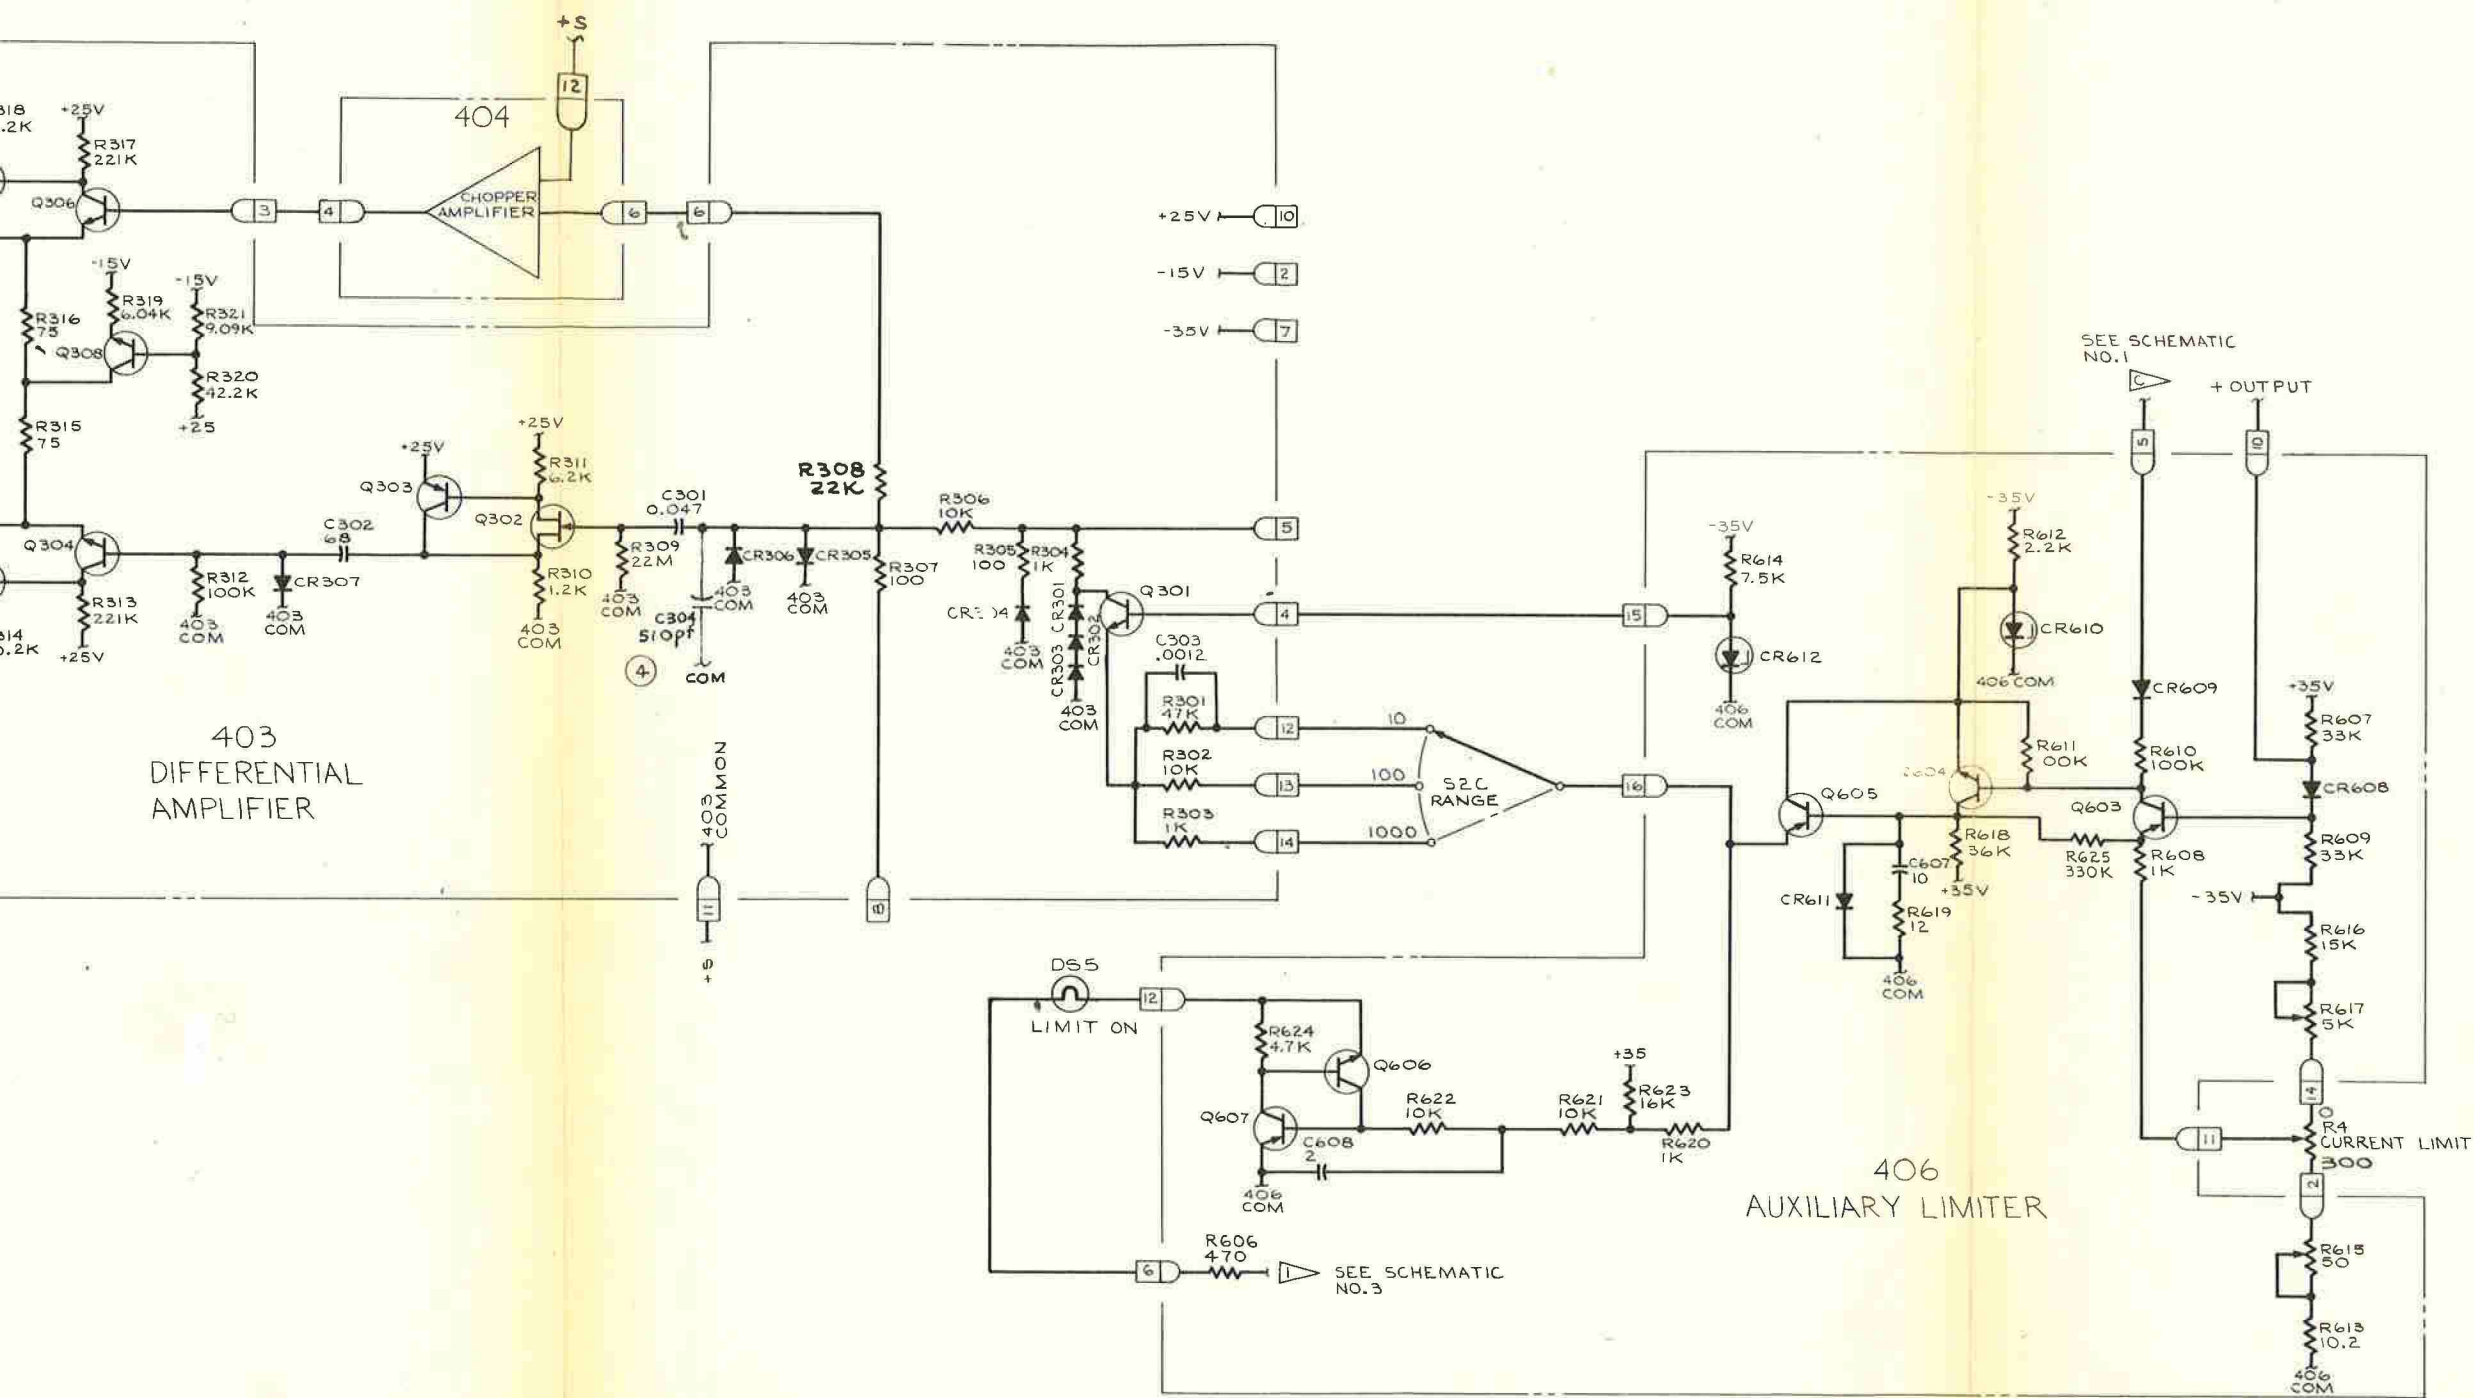 +S
12
404
CHOPPER
AMPLIFIER
+25V
R317
221K
Q306
3
4
6
6
-15V
R319
6.04K
-15V
R321
9.09K
R316
75
Q308
R320
42.2K
+25
R315
75
+25V
10
-15V
2
-35V
7
+25V
Q303
+25V
R311
6.2K
Q302
C301
0.047
R308
22K
R306
10K
5
Q304
C302
68
R312
100K
403
COM
CR307
403
COM
R313
221K
+25V
R310
1.2K
403
COM
R309
22M
403
COM
C304
510pf
4
COM
CR306
403
COM
CR305
403
COM
R307
100
R305
100
R304
1K
403
COM
CR301
CR302
CR303
403
COM
Q301
4
C303
.0012
R301
47K
12
10
R302
10K
13
100
R303
1K
14
1000
S2C
RANGE
403
DIFFERENTIAL
AMPLIFIER
403
COMMON
11
+S
8
SEE SCHEMATIC
NO.1
C
+ OUTPUT
5
10
-35V
R614
7.5K
15
CR612
406
COM
-35V
R612
2.2K
CR610
406 COM
CR609
R610
100K
R611
+35V
R607
33K
CR608
16
Q605
Q603
R618
36K
+35V
C607
10
R619
12
CR611
406
COM
R625
330K
R608
1K
R609
33K
-35V
R616
15K
R617
5K
14
0
R4
CURRENT LIMIT
300
11
2
R615
50
R613
10.2
406
COM
DS5
LIMIT ON
12
R624
4.7K
Q606
Q607
C608
2
406
COM
R622
10K
R621
10K
+35
R623
16K
R620
1K
406
AUXILIARY LIMITER
6
R606
470
1
SEE SCHEMATIC
NO.3